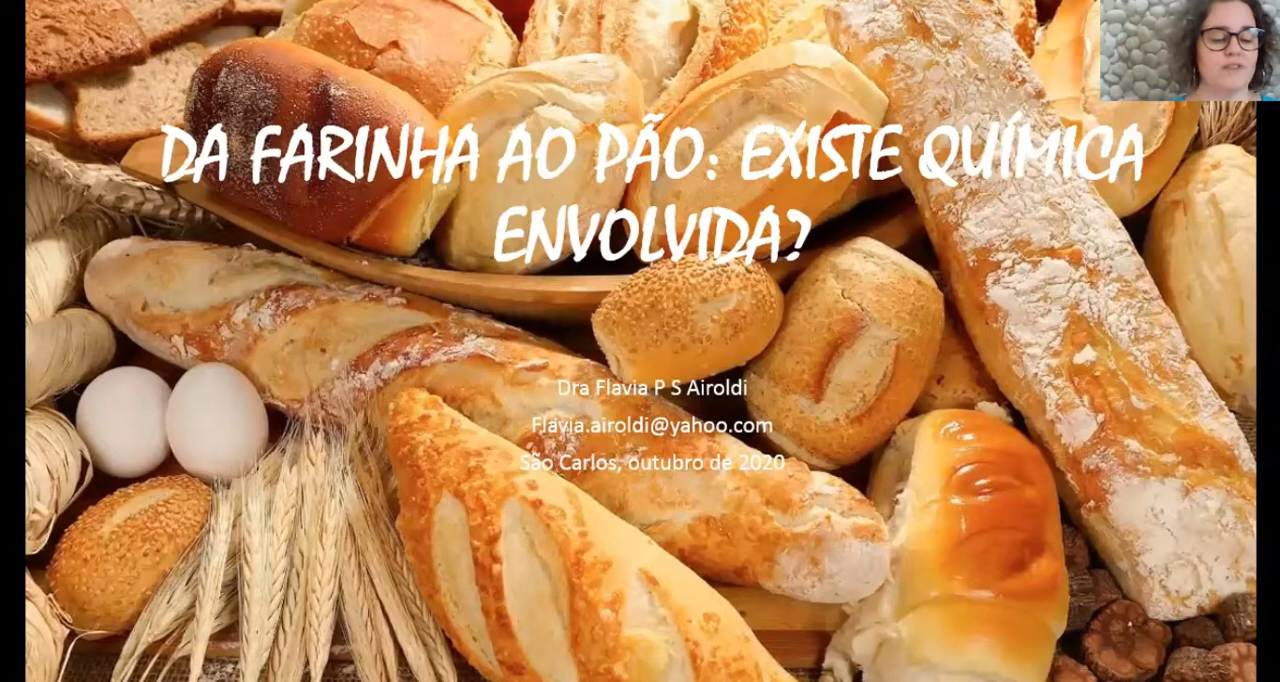 DA FARINHA AO PÃO: EXISTE QUÍMICA
ENVOLVIDA?
Dra Flavia P S Airoldi
Flavia.airoldi@yahoo.com
São Carlos, outubro de 2020